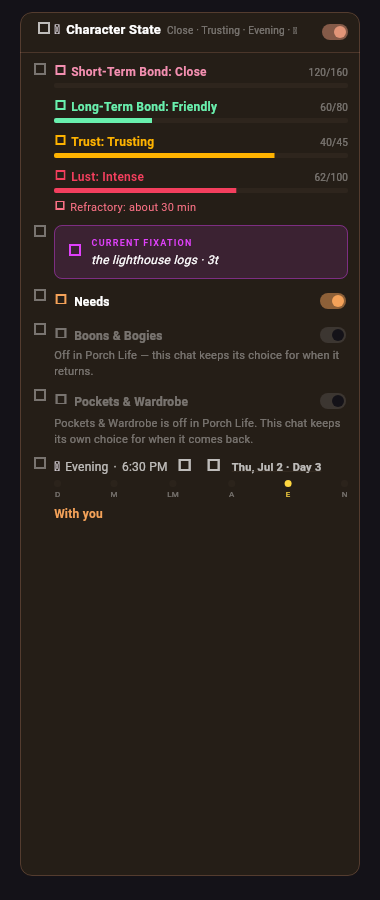 Character State Close · Trusting · Evening ·
Short-Term Bond: Close 120/160
Long-Term Bond: Friendly 60/80
Trust: Trusting 40/45
Lust: Intense 62/100
Refractory: about 30 min
CURRENT FIXATION
the lighthouse logs · 3t
Needs
Boons & Bogies
Off in Porch Life — this chat keeps its choice for when it
returns.
Pockets & Wardrobe
Pockets & Wardrobe is off in Porch Life. This chat keeps
its own choice for when it comes back.
Evening · 6:30 PM Thu, Jul 2 · Day 3
D M LM A E N
With you